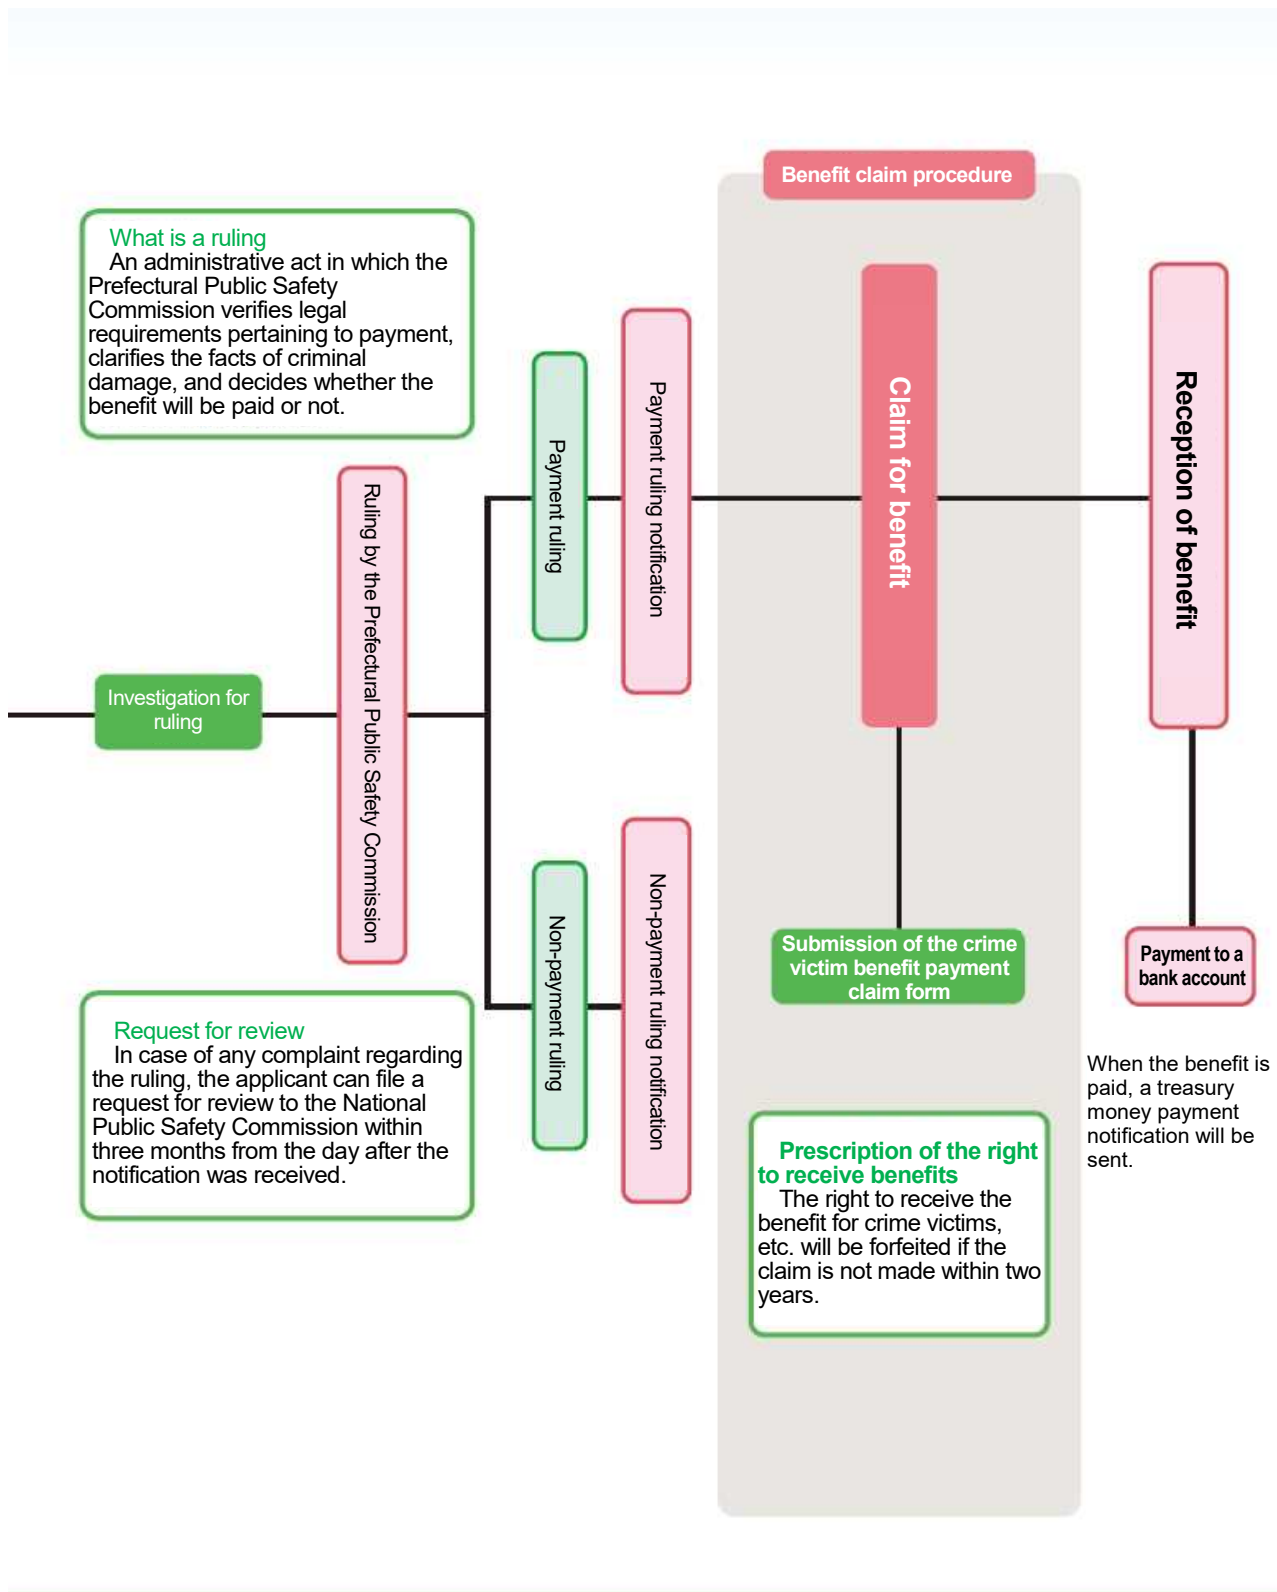 Benefit claim procedure
What is a ruling
An administrative act in which the
Prefectural Public Safety
Commission verifies legal
requirements pertaining to payment,
clarifies the facts of criminal
damage, and decides whether the
benefit will be paid or not.
Investigation for
ruling
Ruling by the Prefectural Public Safety Commission
Payment ruling
Payment ruling notification
Claim for benefit
Reception of benefit
Non-payment ruling
Non-payment ruling notification
Submission of the crime
victim benefit payment
claim form
Payment to a
bank account
Request for review
In case of any complaint regarding
the ruling, the applicant can file a
request for review to the National
Public Safety Commission within
three months from the day after the
notification was received.
When the benefit is
paid, a treasury
money payment
notification will be
sent.
Prescription of the right
to receive benefits
The right to receive the
benefit for crime victims,
etc. will be forfeited if the
claim is not made within two
years.